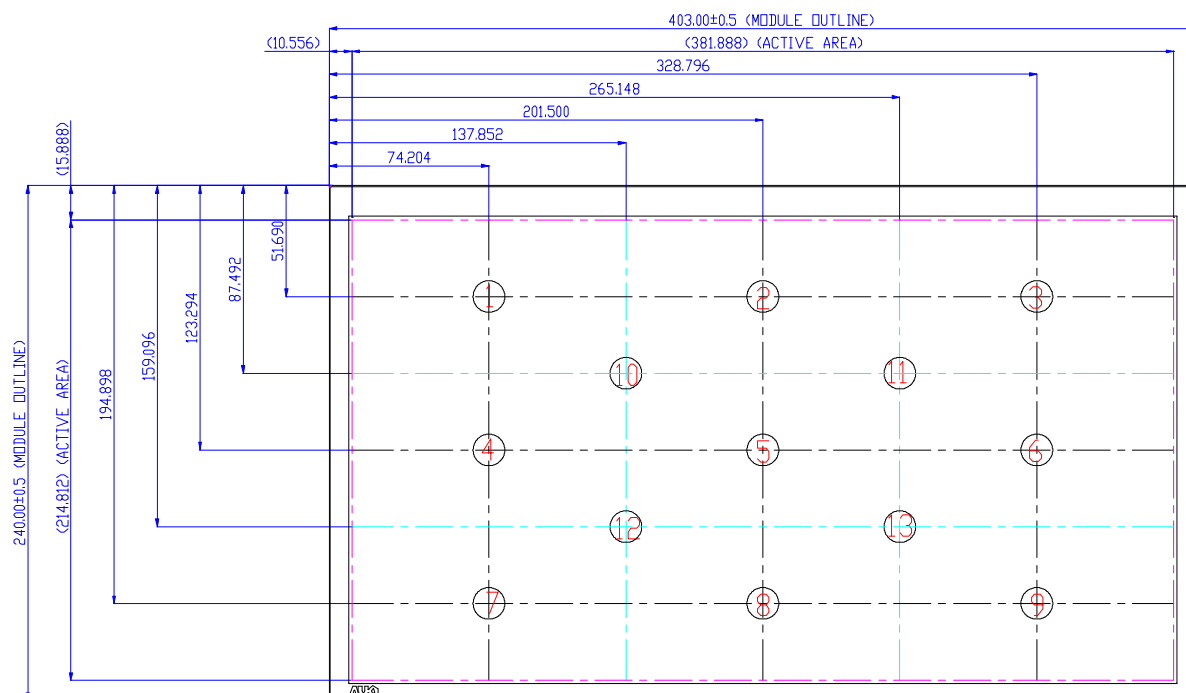 403.00±0.5 (MODULE OUTLINE)
(10.556)
(381.888) (ACTIVE AREA)
328.796
265.148
201.500
137.852
74.204
(15.888)
51.690
87.492
123.294
159.096
194.898
(214.812) (ACTIVE AREA)
240.00±0.5 (MODULE OUTLINE)
1 2 3
10 11
4 5 6
12 13
7 8 9